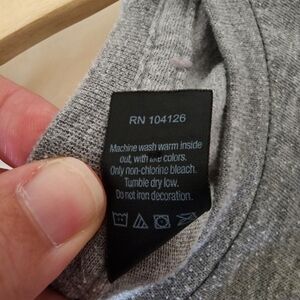 RN 104126
Machine wash warm inside
out, with like colors.
Only non-chlorine bleach.
Tumble dry low.
Do not iron decoration.